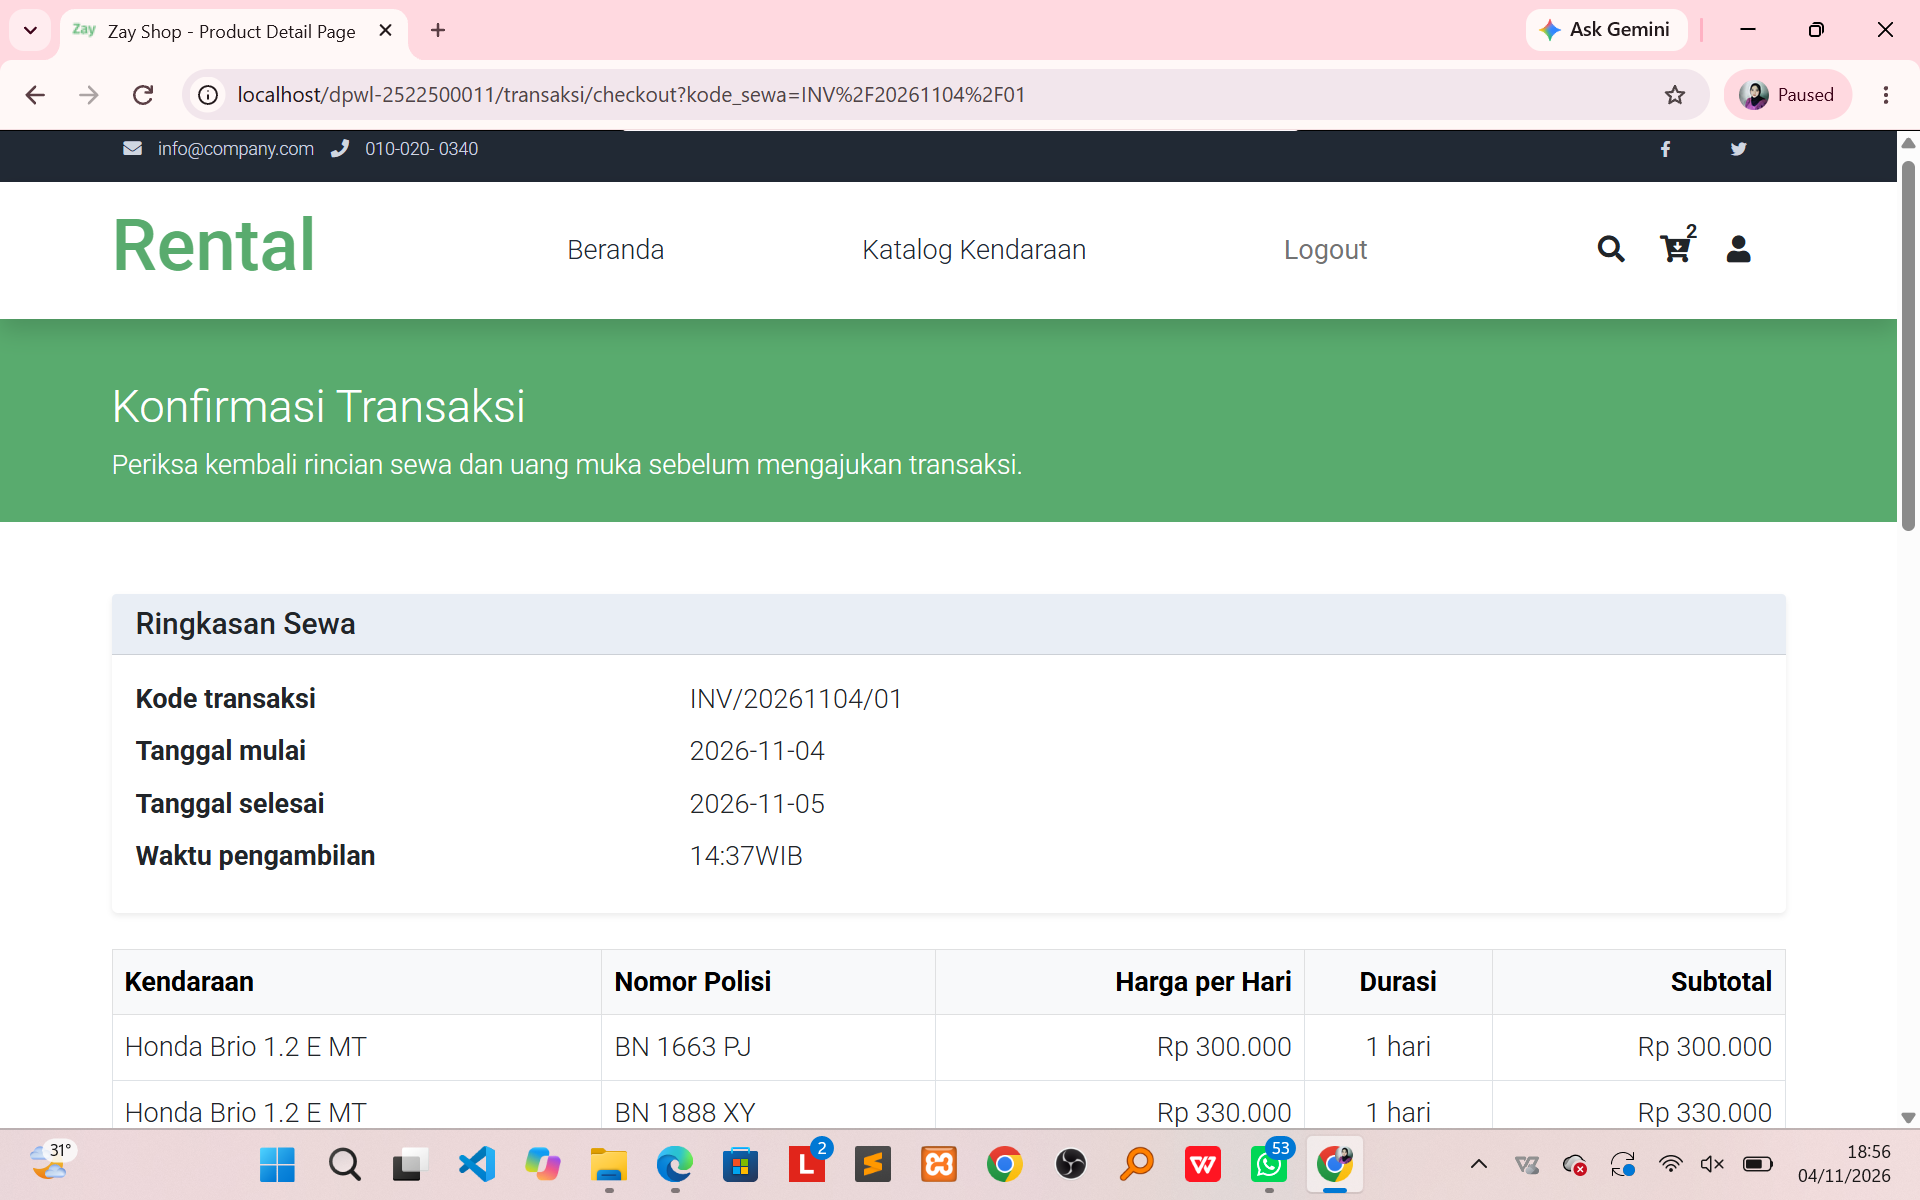 Zay Zay Shop - Product Detail Page
Ask Gemini
localhost/dpwl-2522500011/transaksi/checkout?kode_sewa=INV%2F20261104%2F01
Paused
info@company.com 010-020- 0340
Rental Beranda Katalog Kendaraan Logout 2
Konfirmasi Transaksi
Periksa kembali rincian sewa dan uang muka sebelum mengajukan transaksi.
Ringkasan Sewa
Kode transaksi INV/20261104/01
Tanggal mulai 2026-11-04
Tanggal selesai 2026-11-05
Waktu pengambilan 14:37WIB
Kendaraan Nomor Polisi Harga per Hari Durasi Subtotal
Honda Brio 1.2 E MT BN 1663 PJ Rp 300.000 1 hari Rp 300.000
Honda Brio 1.2 E MT BN 1888 XY Rp 330.000 1 hari Rp 330.000
31° L 2 53 18:56
04/11/2026